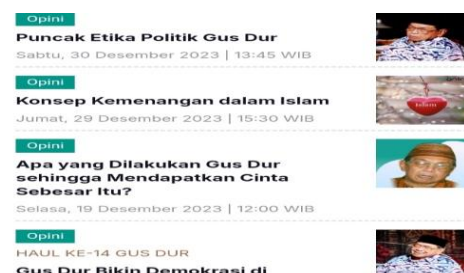 Opini
Puncak Etika Politik Gus Dur
Sabtu, 30 Desember 2023 | 13:45 WIB
Opini
Konsep Kemenangan dalam Islam
Jumat, 29 Desember 2023 | 15:30 WIB
Opini
Apa yang Dilakukan Gus Dur
sehingga Mendapatkan Cinta
Sebesar Itu?
Selasa, 19 Desember 2023 | 12:00 WIB
Opini
HAUL KE-14 GUS DUR
Gus Dur Bikin Demokrasi di